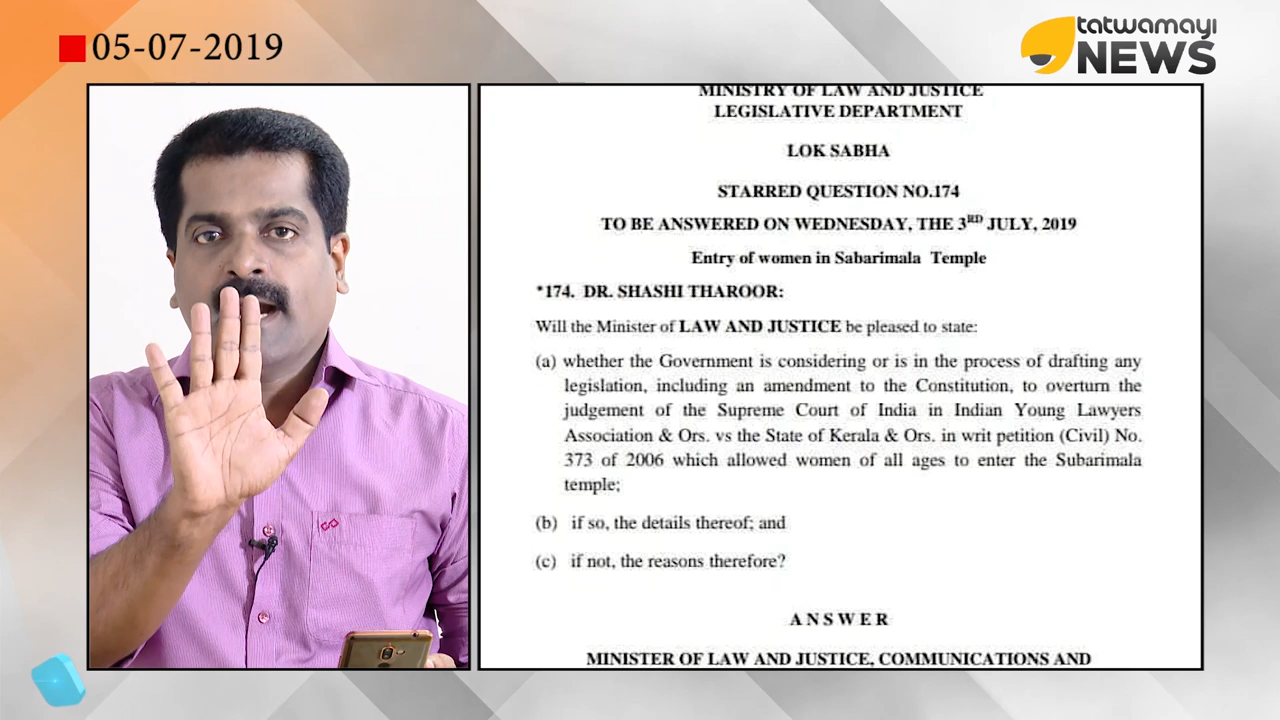 05-07-2019
tatwamayi
NEWS
MINISTRY OF LAW AND JUSTICE
LEGISLATIVE DEPARTMENT
LOK SABHA
STARRED QUESTION NO.174
TO BE ANSWERED ON WEDNESDAY, THE 3RD JULY, 2019
Entry of women in Sabarimala Temple
*174. DR. SHASHI THAROOR:
Will the Minister of LAW AND JUSTICE be pleased to state:
(a) whether the Government is considering or is in the process of drafting any
legislation, including an amendment to the Constitution, to overturn the
judgement of the Supreme Court of India in Indian Young Lawyers
Association & Ors. vs the State of Kerala & Ors. in writ petition (Civil) No.
373 of 2006 which allowed women of all ages to enter the Subarimala
temple;
(b) if so, the details thereof; and
(c) if not, the reasons therefore?
A N S W E R
MINISTER OF LAW AND JUSTICE, COMMUNICATIONS AND